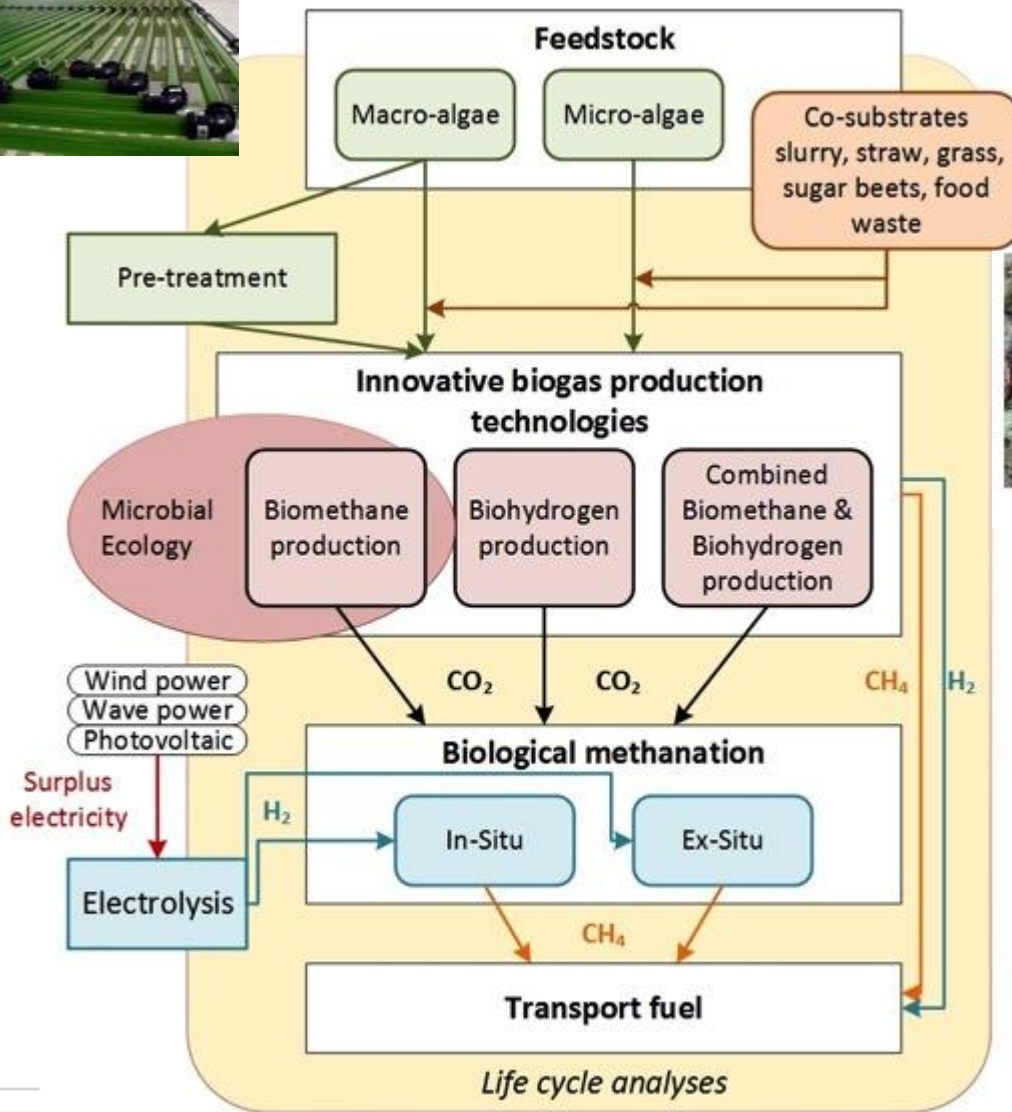 Feedstock
Macro-algae
Micro-algae
Co-substrates
slurry, straw, grass,
sugar beets, food
waste
Pre-treatment
Innovative biogas production
technologies
Microbial
Ecology
Biomethane
production
Biohydrogen
production
Combined
Biomethane &
Biohydrogen
production
Wind power
Wave power
Photovoltaic
CO₂
CO₂
CH₄
H₂
Surplus
electricity
Biological methanation
H₂
In-Situ
Ex-Situ
Electrolysis
CH₄
Transport fuel
Life cycle analyses